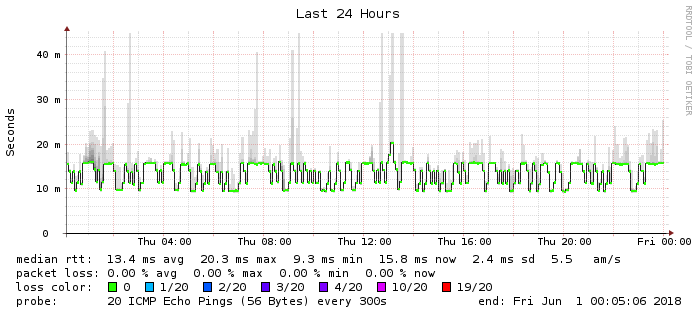 Last 24 Hours
RRDTOOL / TOBI OETIKER
Seconds
40 m
30 m
20 m
10 m
0
Thu 04:00 Thu 08:00 Thu 12:00 Thu 16:00 Thu 20:00 Fri 00:00
median rtt: 13.4 ms avg 20.3 ms max 9.3 ms min 15.8 ms now 2.4 ms sd 5.5 am/s
packet loss: 0.00 % avg 0.00 % max 0.00 % min 0.00 % now
loss color: 0 1/20 2/20 3/20 4/20 10/20 19/20
probe: 20 ICMP Echo Pings (56 Bytes) every 300s end: Fri Jun 1 00:05:06 2018